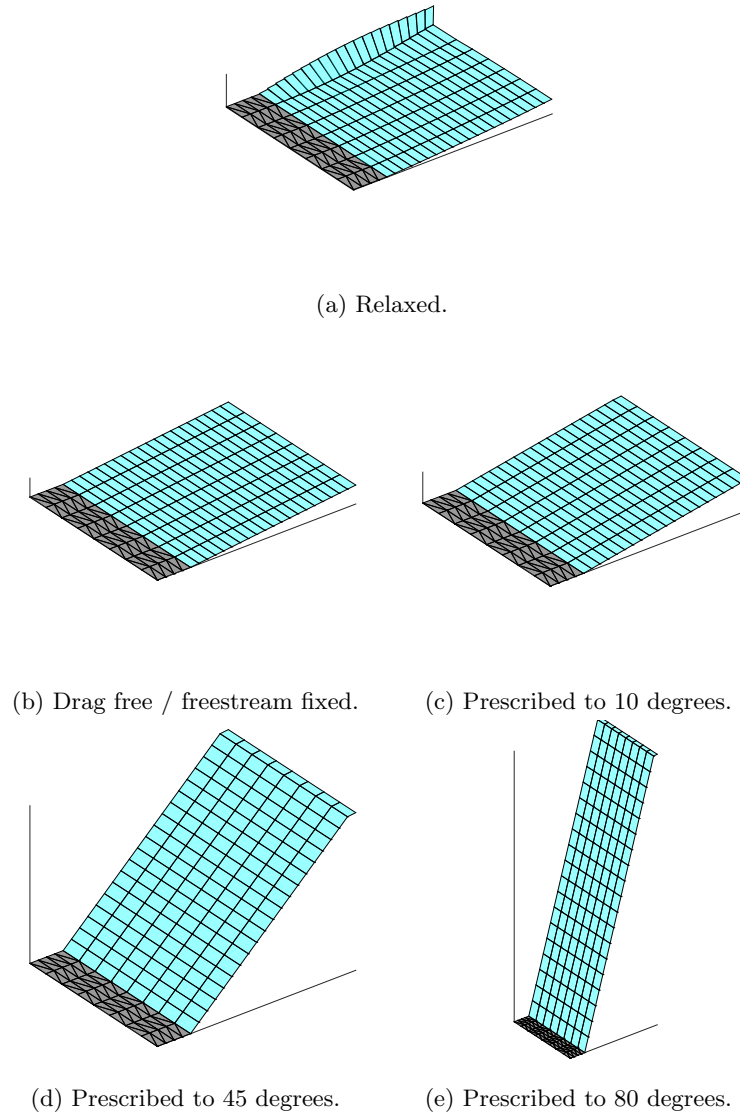 (a) Relaxed.
(b) Drag free / freestream fixed.
(c) Prescribed to 10 degrees.
(d) Prescribed to 45 degrees.
(e) Prescribed to 80 degrees.